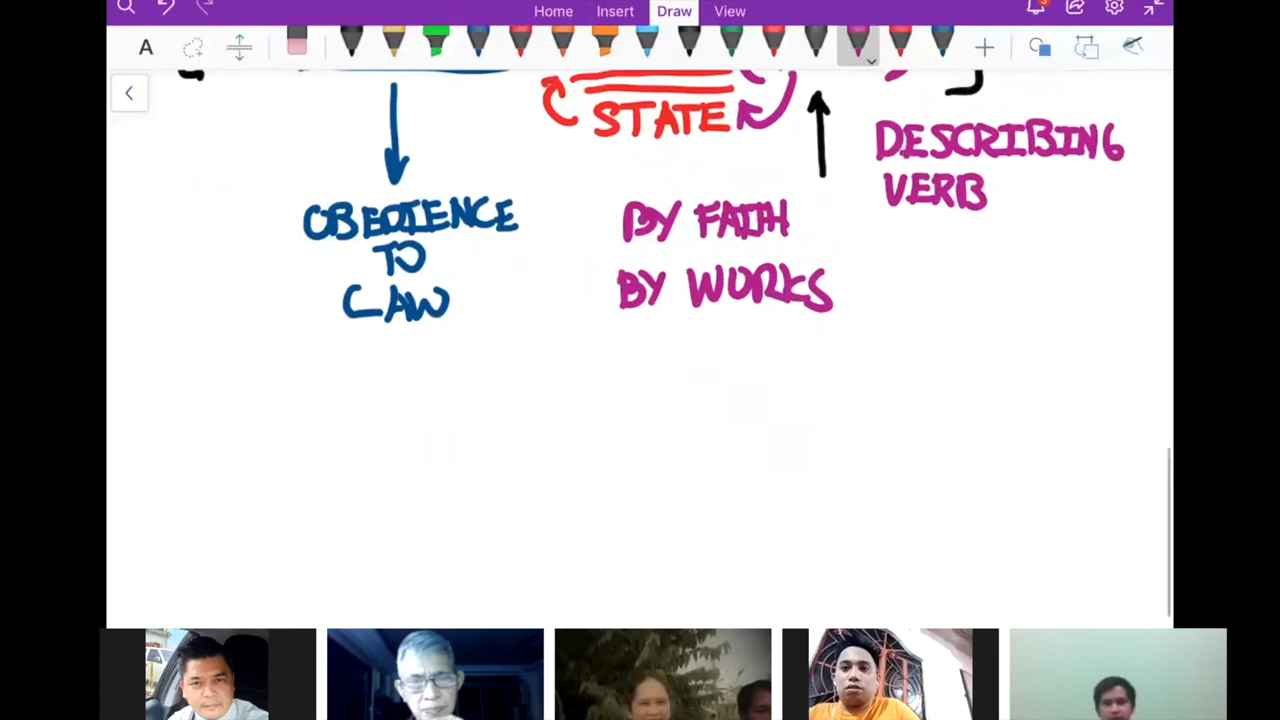 Home Insert Draw View
A
STATE
DESCRIBING
VERB
OBEDIENCE
TO
LAW
BY FAITH
BY WORKS